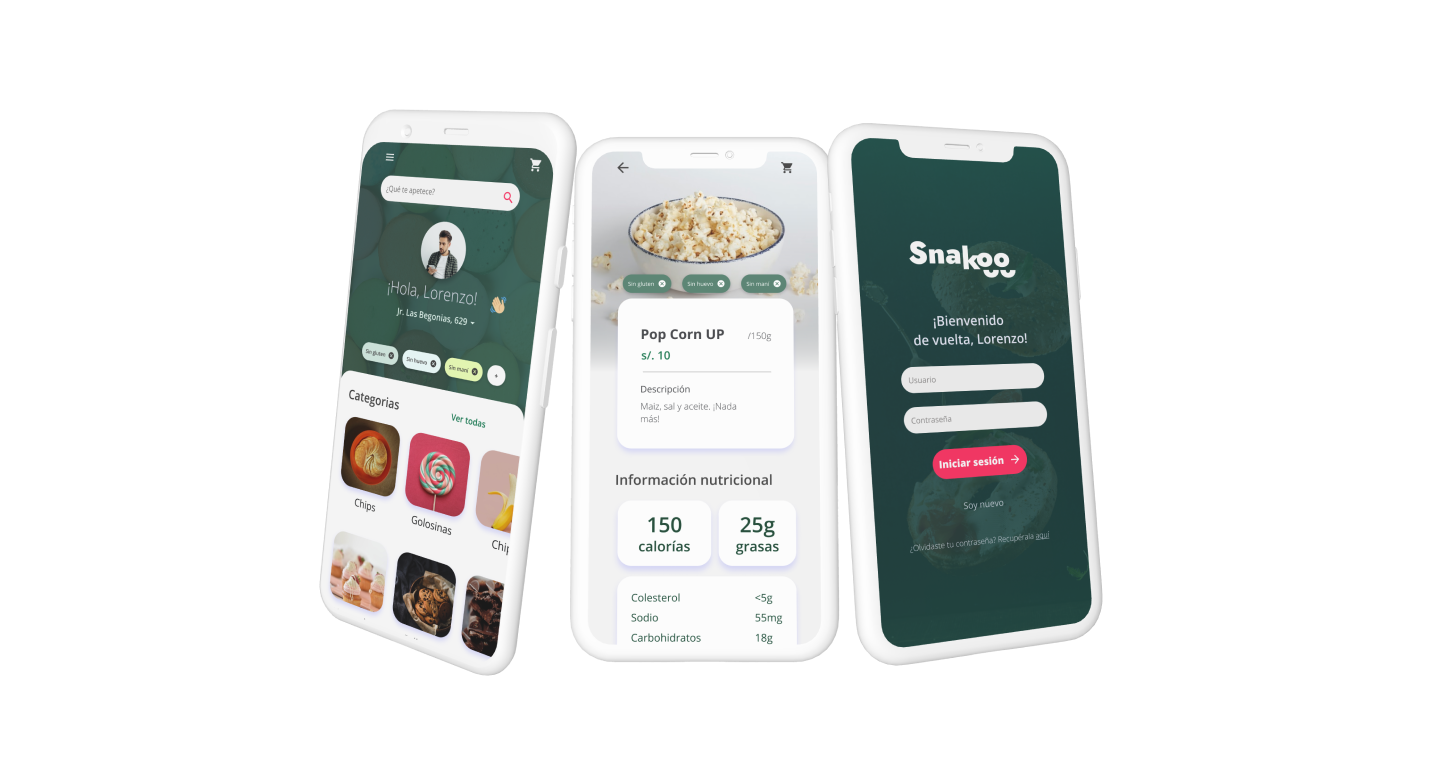 ¿Qué te apetece?
¡Hola, Lorenzo!
Jr. Las Begonias, 629
Sin gluten
Sin huevo
Sin maní
+
Categorias
Ver todas
Chips
Golosinas
Chip
Sin gluten
Sin huevo
Sin maní
Pop Corn UP
/150g
s/. 10
Descripción
Maiz, sal y aceite. ¡Nada
más!
Información nutricional
150
calorías
25g
grasas
Colesterol
<5g
Sodio
55mg
Carbohidratos
18g
Snakoo
¡Bienvenido
de vuelta, Lorenzo!
Usuario
Contraseña
Iniciar sesión
Soy nuevo
¿Olvidaste tu contraseña? Recupérala aquí